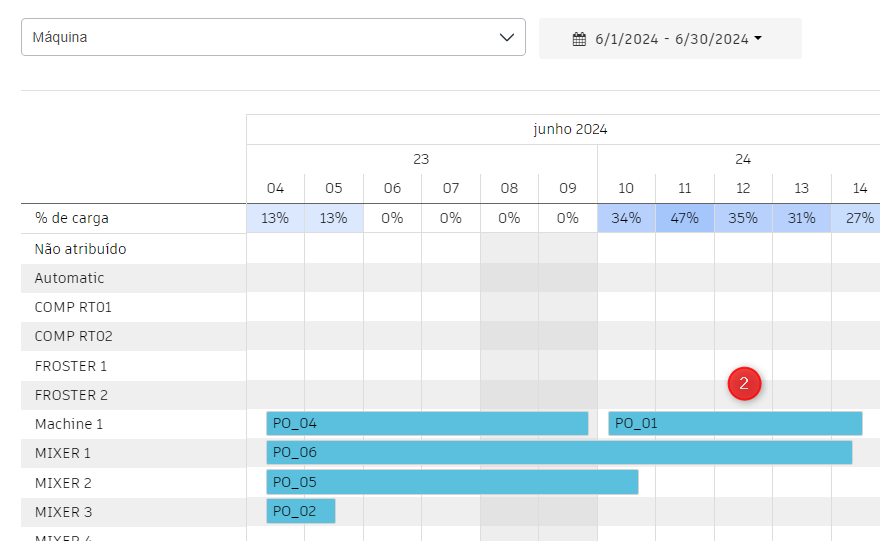 Máquina
6/1/2024 - 6/30/2024
junho 2024
23 24
04 05 06 07 08 09 10 11 12 13 14
% de carga 13% 13% 0% 0% 0% 0% 34% 47% 35% 31% 27%
Não atribuído
Automatic
COMP RT01
COMP RT02
FROSTER 1
2
FROSTER 2
Machine 1 PO_04 PO_01
MIXER 1 PO_06
MIXER 2 PO_05
MIXER 3 PO_02
MIXER 4